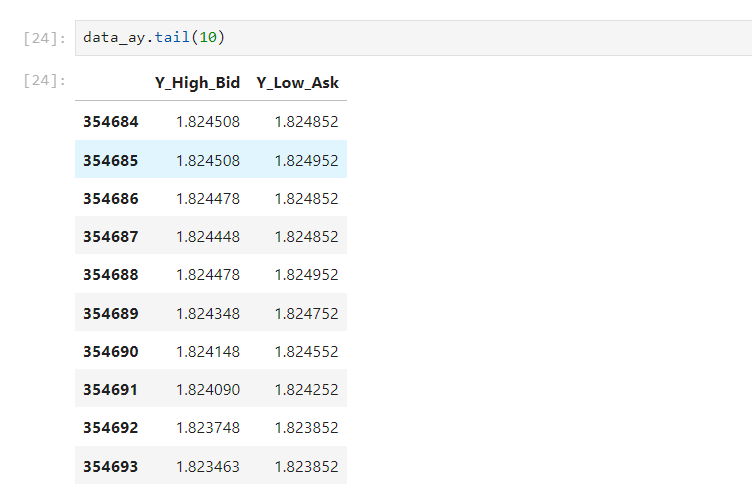 [24]: data_ay.tail(10)
[24]: Y_High_Bid Y_Low_Ask
354684 1.824508 1.824852
354685 1.824508 1.824952
354686 1.824478 1.824852
354687 1.824448 1.824852
354688 1.824478 1.824952
354689 1.824348 1.824752
354690 1.824148 1.824552
354691 1.824090 1.824252
354692 1.823748 1.823852
354693 1.823463 1.823852